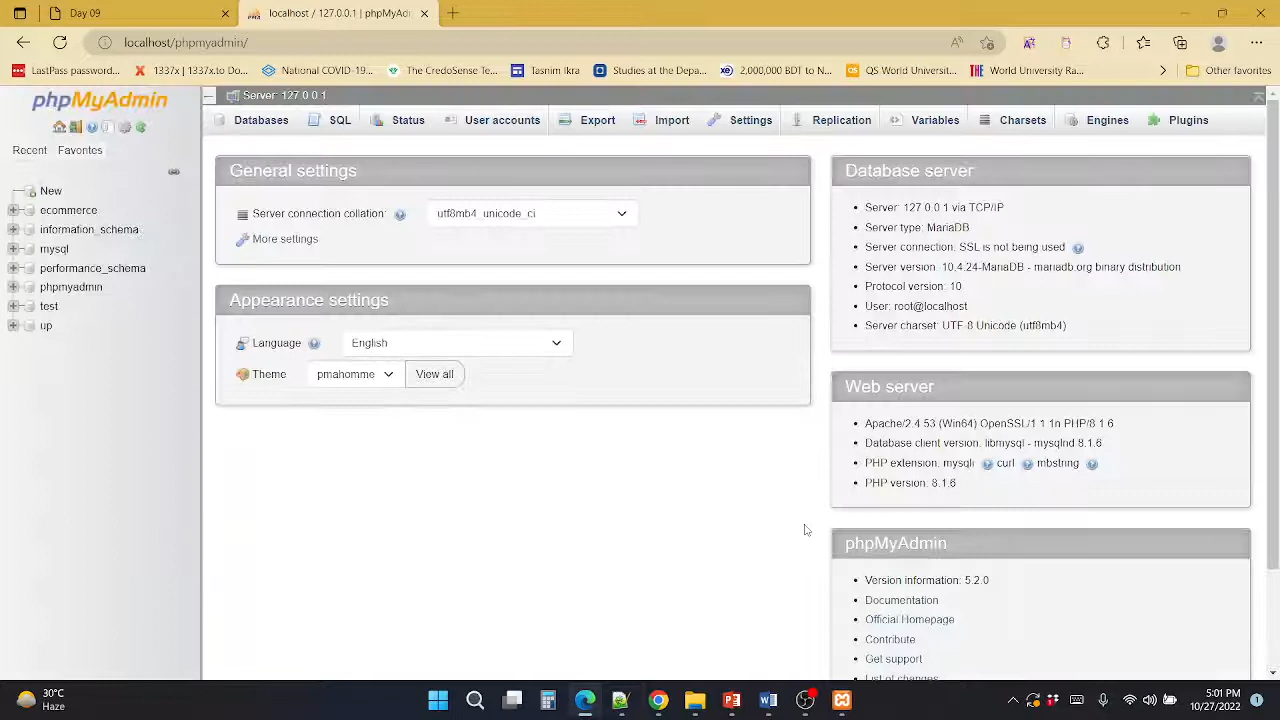 Day 09
localhost / 127.0.0.1 | phpMyAdmin
localhost/phpmyadmin/
LastPass password...
1337x | 1337x.to Do...
National COVID-19...
The CredoSense Te...
Tasnim Ikra
Studies at the Depa...
2,000,000 BDT to N...
QS World Universit...
World University Ra...
Other favorites
phpMyAdmin
Recent Favorites
New
ecommerce
information_schema
mysql
performance_schema
phpmyadmin
test
up
Server: 127.0.0.1
Databases SQL Status User accounts Export Import Settings Replication Variables Charsets Engines Plugins
General settings
Server connection collation:
utf8mb4_unicode_ci
More settings
Appearance settings
Language
English
Theme
pmahomme
View all
Database server
• Server: 127.0.0.1 via TCP/IP
• Server type: MariaDB
• Server connection: SSL is not being used
• Server version: 10.4.24-MariaDB - mariadb.org binary distribution
• Protocol version: 10
• User: root@localhost
• Server charset: UTF-8 Unicode (utf8mb4)
Web server
• Apache/2.4.53 (Win64) OpenSSL/1.1.1n PHP/8.1.6
• Database client version: libmysql - mysqlnd 8.1.6
• PHP extension: mysqli curl mbstring
• PHP version: 8.1.6
phpMyAdmin
• Version information: 5.2.0
• Documentation
• Official Homepage
• Contribute
• Get support
• List of changes
30°C
Haze
5:01 PM
10/27/2022